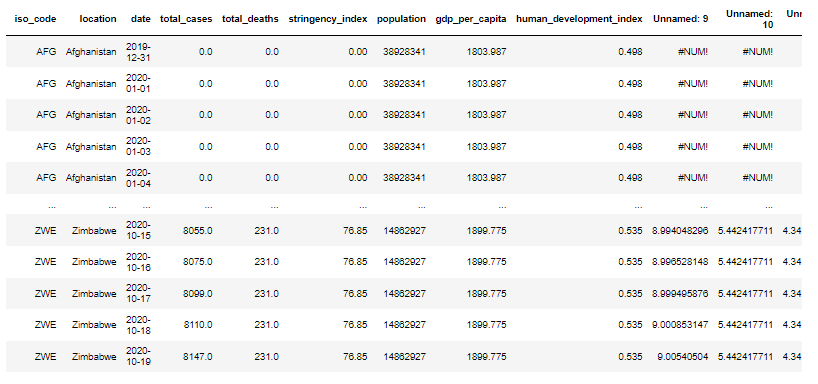 iso_code location date total_cases total_deaths stringency_index population gdp_per_capita human_development_index Unnamed: 9 Unnamed: 10 Unr
AFG Afghanistan 2019-12-31 0.0 0.0 0.00 38928341 1803.987 0.498 #NUM! #NUM!
AFG Afghanistan 2020-01-01 0.0 0.0 0.00 38928341 1803.987 0.498 #NUM! #NUM!
AFG Afghanistan 2020-01-02 0.0 0.0 0.00 38928341 1803.987 0.498 #NUM! #NUM!
AFG Afghanistan 2020-01-03 0.0 0.0 0.00 38928341 1803.987 0.498 #NUM! #NUM!
AFG Afghanistan 2020-01-04 0.0 0.0 0.00 38928341 1803.987 0.498 #NUM! #NUM!
... ... ... ... ... ... ... ... ... ... ...
ZWE Zimbabwe 2020-10-15 8055.0 231.0 76.85 14862927 1899.775 0.535 8.994048296 5.442417711 4.34
ZWE Zimbabwe 2020-10-16 8075.0 231.0 76.85 14862927 1899.775 0.535 8.996528148 5.442417711 4.34
ZWE Zimbabwe 2020-10-17 8099.0 231.0 76.85 14862927 1899.775 0.535 8.999495876 5.442417711 4.34
ZWE Zimbabwe 2020-10-18 8110.0 231.0 76.85 14862927 1899.775 0.535 9.000853147 5.442417711 4.34
ZWE Zimbabwe 2020-10-19 8147.0 231.0 76.85 14862927 1899.775 0.535 9.00540504 5.442417711 4.34